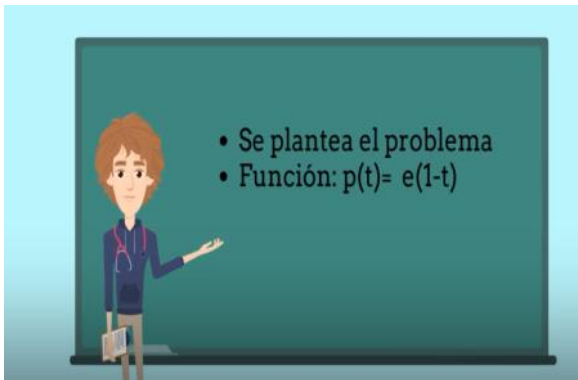 • Se plantea el problema
• Función: p(t)= e(1-t)